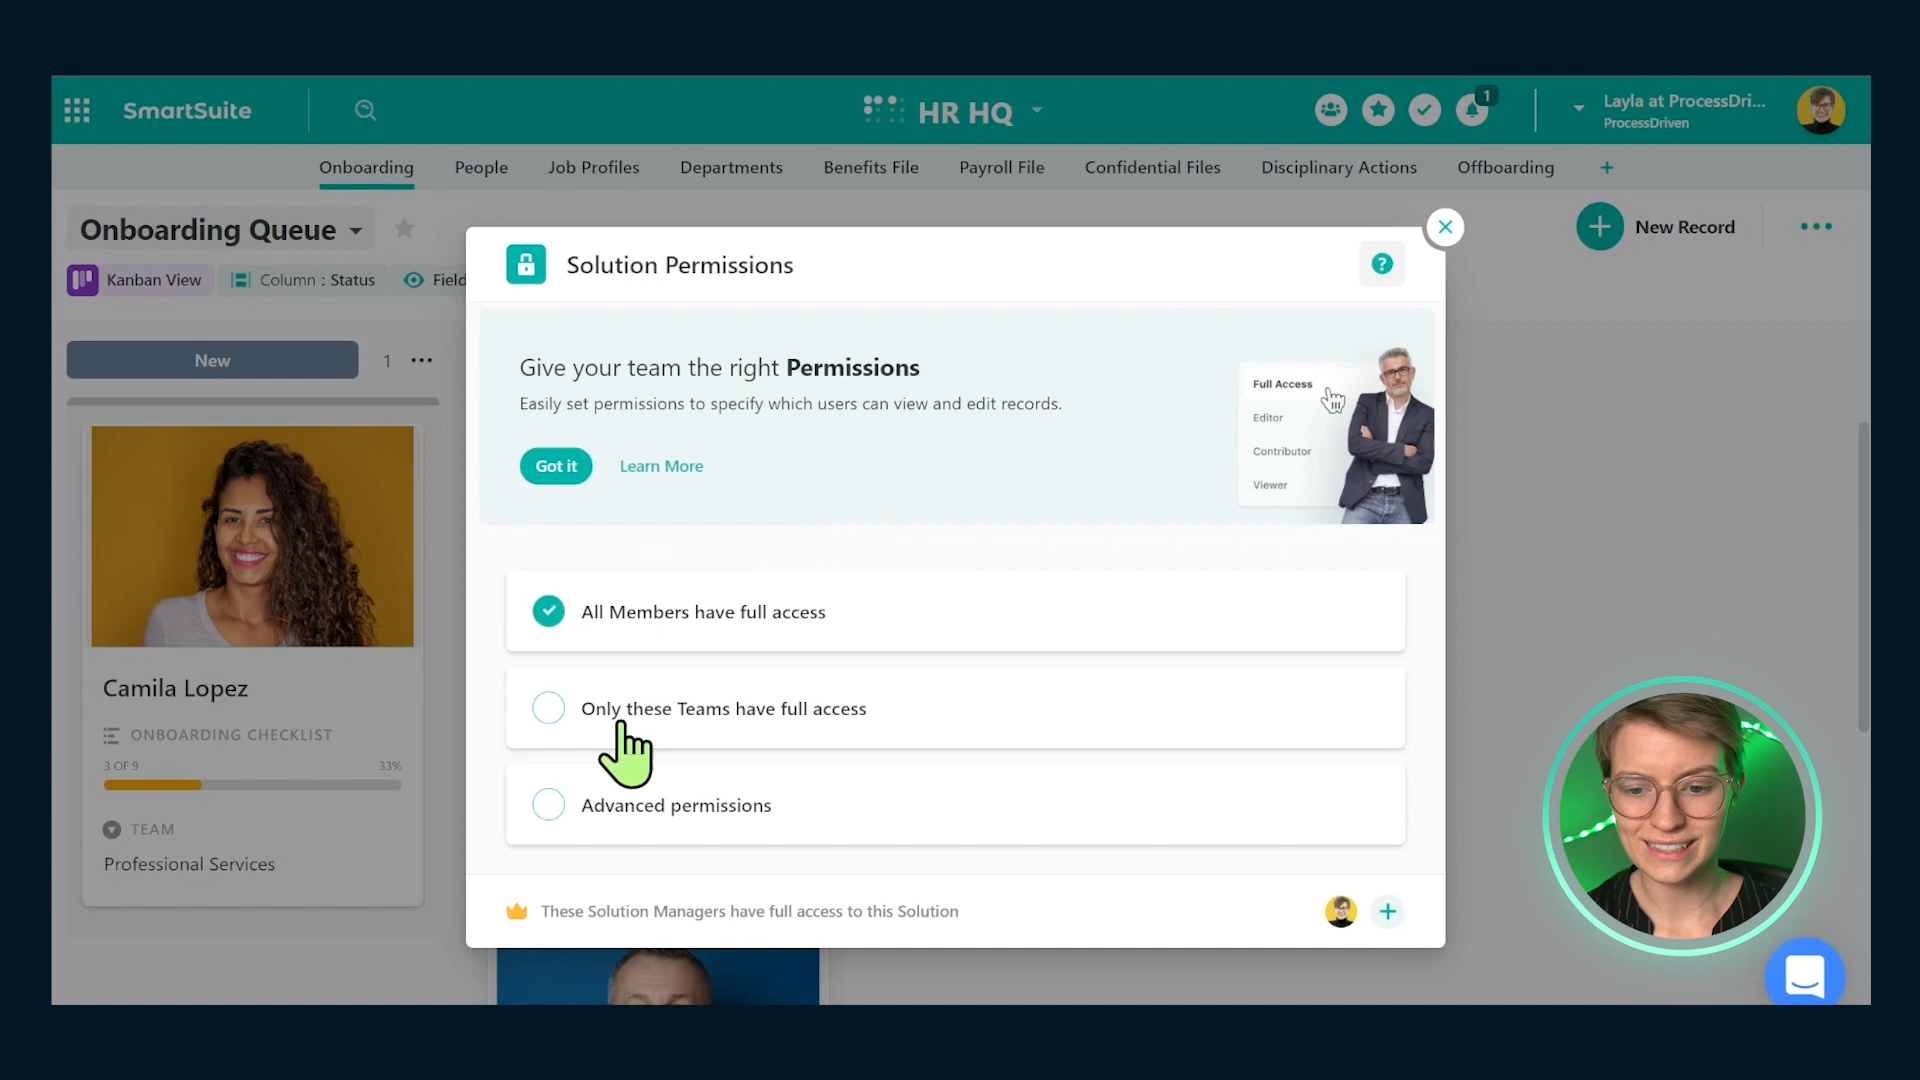 SmartSuite
HR HQ
1
Layla at ProcessDri...
ProcessDriven
Onboarding
People
Job Profiles
Departments
Benefits File
Payroll File
Confidential Files
Disciplinary Actions
Offboarding
+
Onboarding Queue
New Record
Kanban View
Column : Status
Field
New
1
Camila Lopez
ONBOARDING CHECKLIST
3 OF 9
33%
TEAM
Professional Services
Solution Permissions
?
Give your team the right Permissions
Easily set permissions to specify which users can view and edit records.
Got it
Learn More
Full Access
Editor
Contributor
Viewer
All Members have full access
Only these Teams have full access
Advanced permissions
These Solution Managers have full access to this Solution